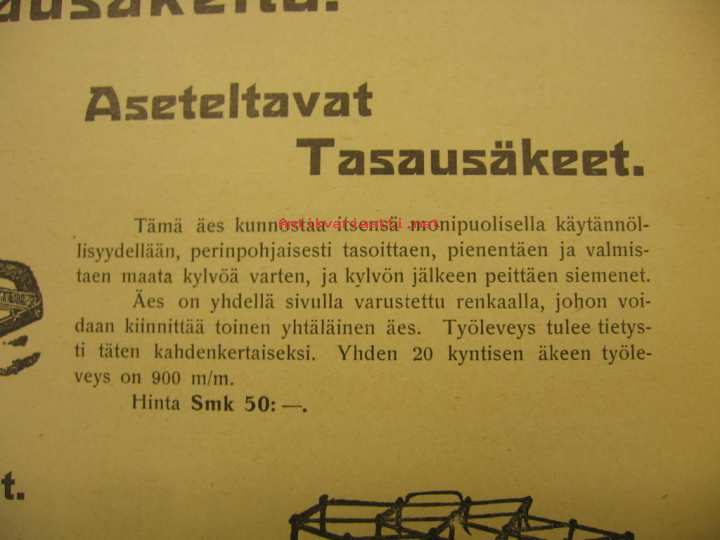 Aseteltavat
Tasausäkeet.
Tämä äes kunnostaa itsensä monipuolisella käytännöl-
lisyydellään, perinpohjaisesti tasoittaen, pienentäen ja valmis-
taen maata kylvöä varten, ja kylvön jälkeen peittäen siemenet.
Äes on yhdellä sivulla varustettu renkaalla, johon voi-
daan kiinnittää toinen yhtäläinen äes. Työleveys tulee tietys-
ti täten kahdenkertaiseksi. Yhden 20 kyntisen äkeen työle-
veys on 900 m/m.
Hinta Smk 50: —.
t.